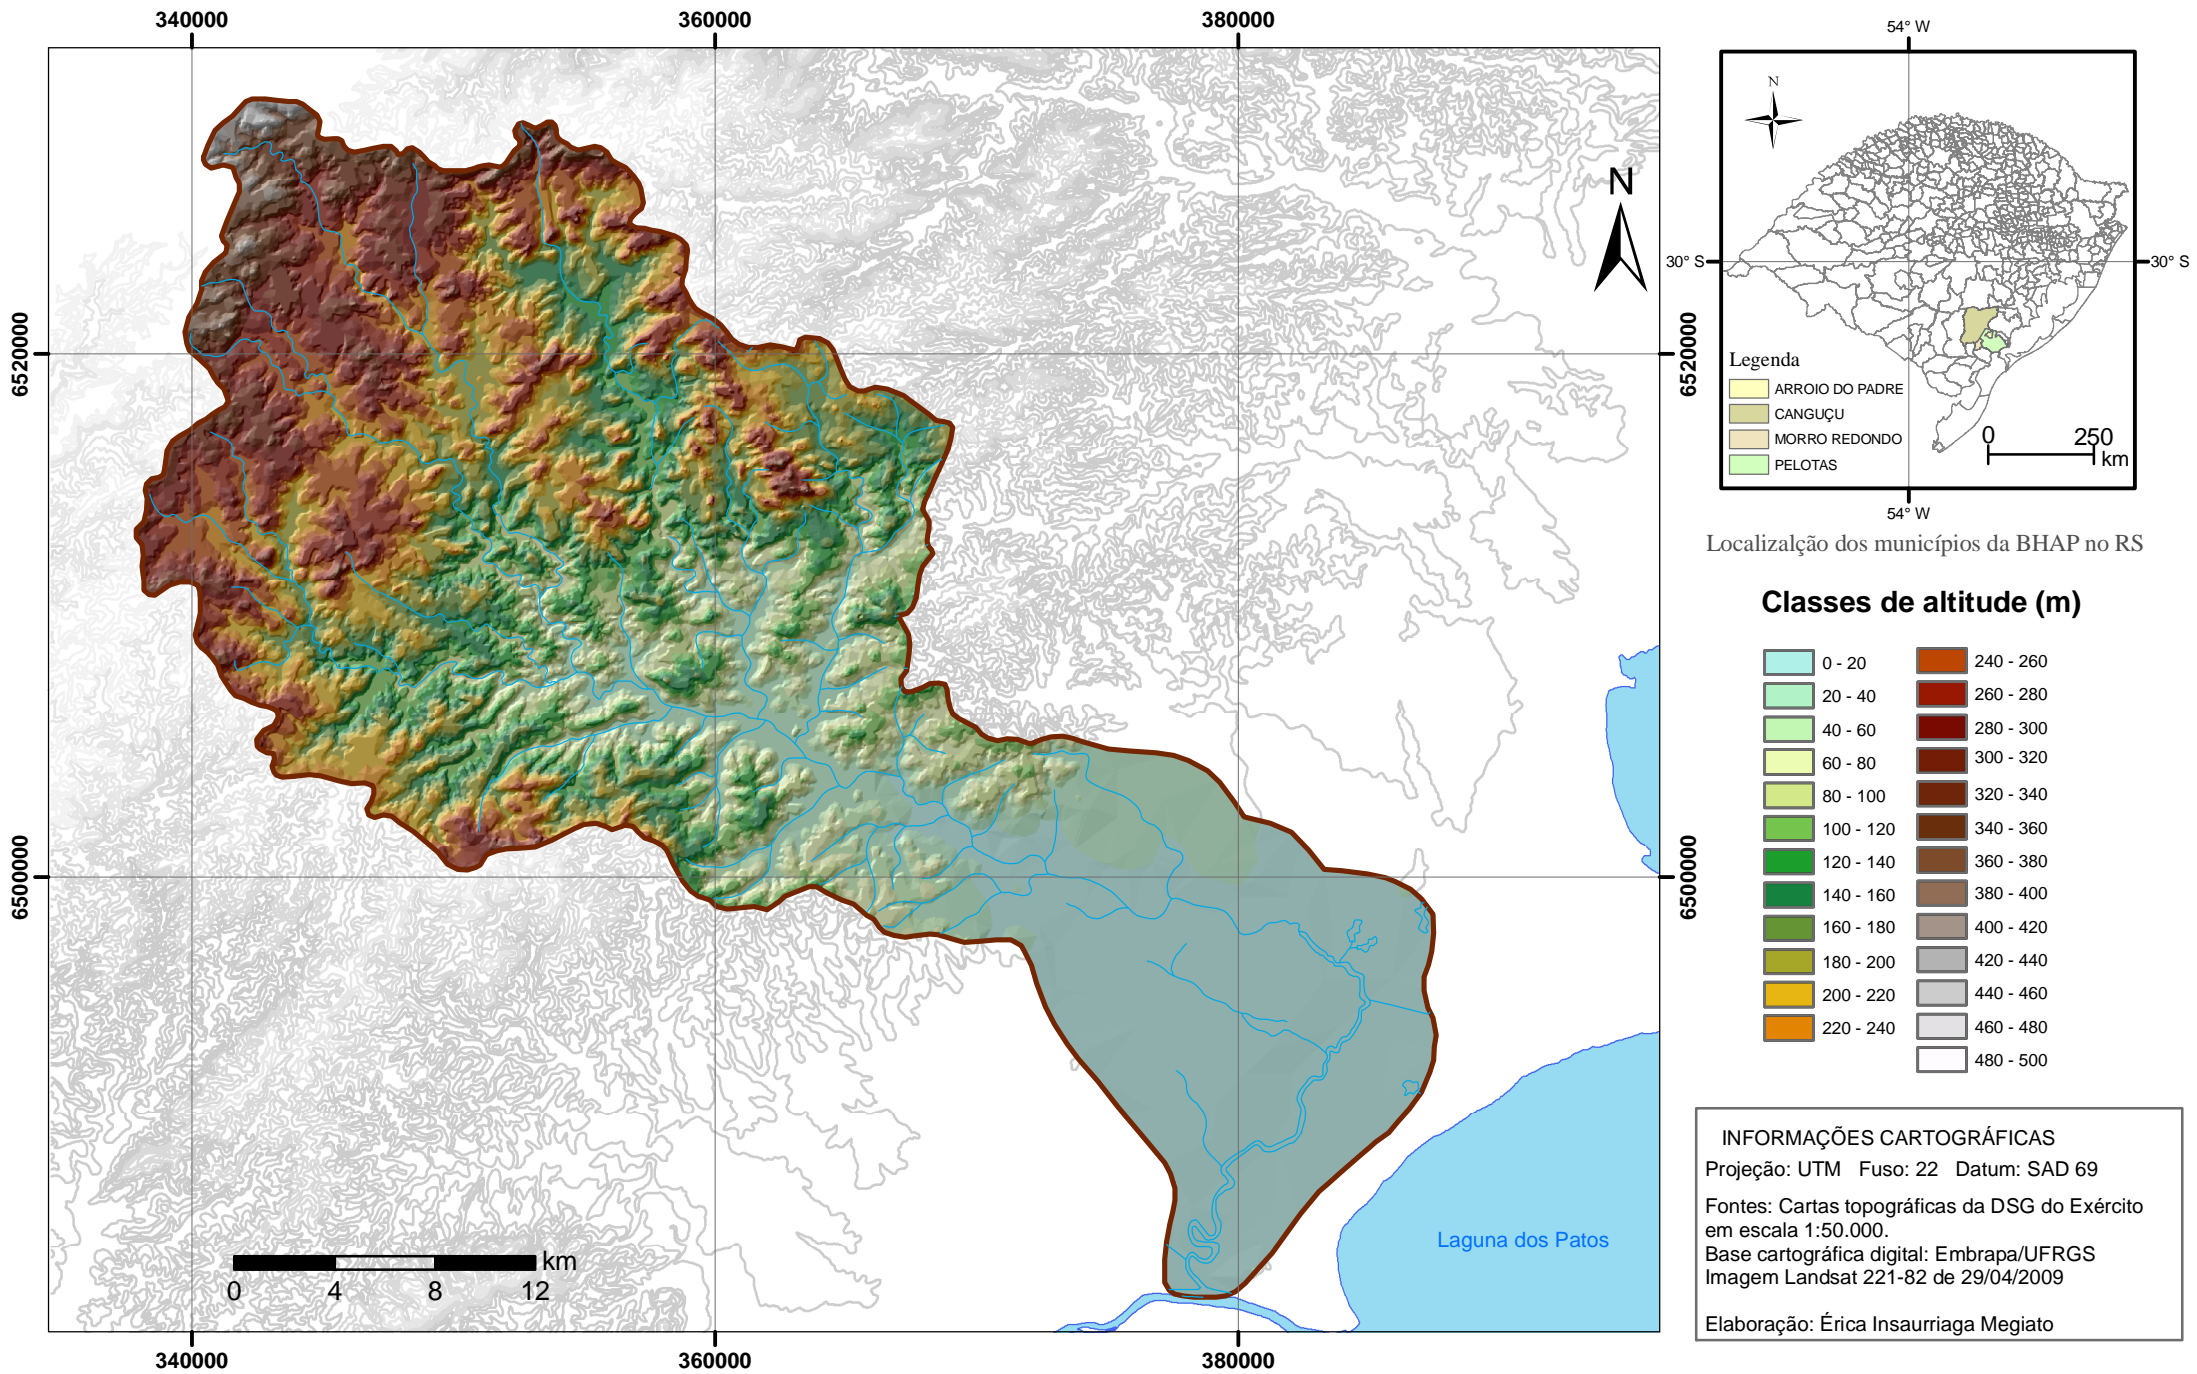 340000
360000
380000
6520000
6500000
6520000
6500000
340000
360000
380000
N
km
0
4
8
12
Laguna dos Patos
54° W
N
30° S
30° S
Legenda
ARROIO DO PADRE
CANGUÇU
MORRO REDONDO
PELOTAS
0
250
km
54° W
Localizalção dos municípios da BHAP no RS
Classes de altitude (m)
0 - 20
20 - 40
40 - 60
60 - 80
80 - 100
100 - 120
120 - 140
140 - 160
160 - 180
180 - 200
200 - 220
220 - 240
240 - 260
260 - 280
280 - 300
300 - 320
320 - 340
340 - 360
360 - 380
380 - 400
400 - 420
420 - 440
440 - 460
460 - 480
480 - 500
INFORMAÇÕES CARTOGRÁFICAS
Projeção: UTM Fuso: 22 Datum: SAD 69
Fontes: Cartas topográficas da DSG do Exército
em escala 1:50.000.
Base cartográfica digital: Embrapa/UFRGS
Imagem Landsat 221-82 de 29/04/2009
Elaboração: Érica Insaurriaga Megiato